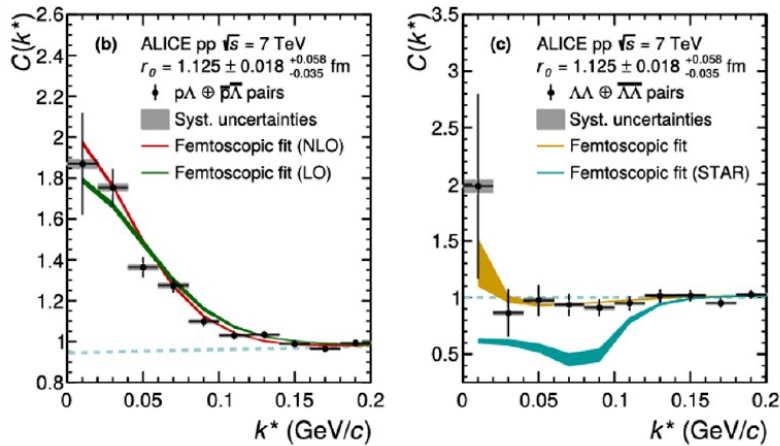 C(k*)
2.6
2.4
2.2
2
1.8
1.6
1.4
1.2
1
0.8
(b)
ALICE pp √s = 7 TeV
r₀ = 1.125 ± 0.018 +0.058 -0.035 fm
pΛ ⊕ p̅Λ̅ pairs
Syst. uncertainties
Femtoscopic fit (NLO)
Femtoscopic fit (LO)
0 0.05 0.1 0.15 0.2
k* (GeV/c)
C(k*)
3.5
3
2.5
2
1.5
1
0.5
(c)
ALICE pp √s = 7 TeV
r₀ = 1.125 ± 0.018 +0.058 -0.035 fm
ΛΛ ⊕ Λ̅Λ̅ pairs
Syst. uncertainties
Femtoscopic fit
Femtoscopic fit (STAR)
0 0.05 0.1 0.15 0.2
k* (GeV/c)